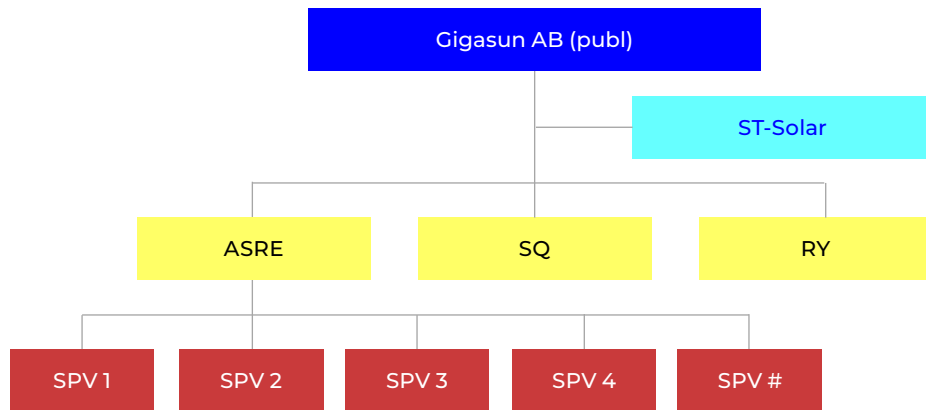 Gigasun AB (publ)
ST-Solar
ASRE
SQ
RY
SPV 1
SPV 2
SPV 3
SPV 4
SPV #